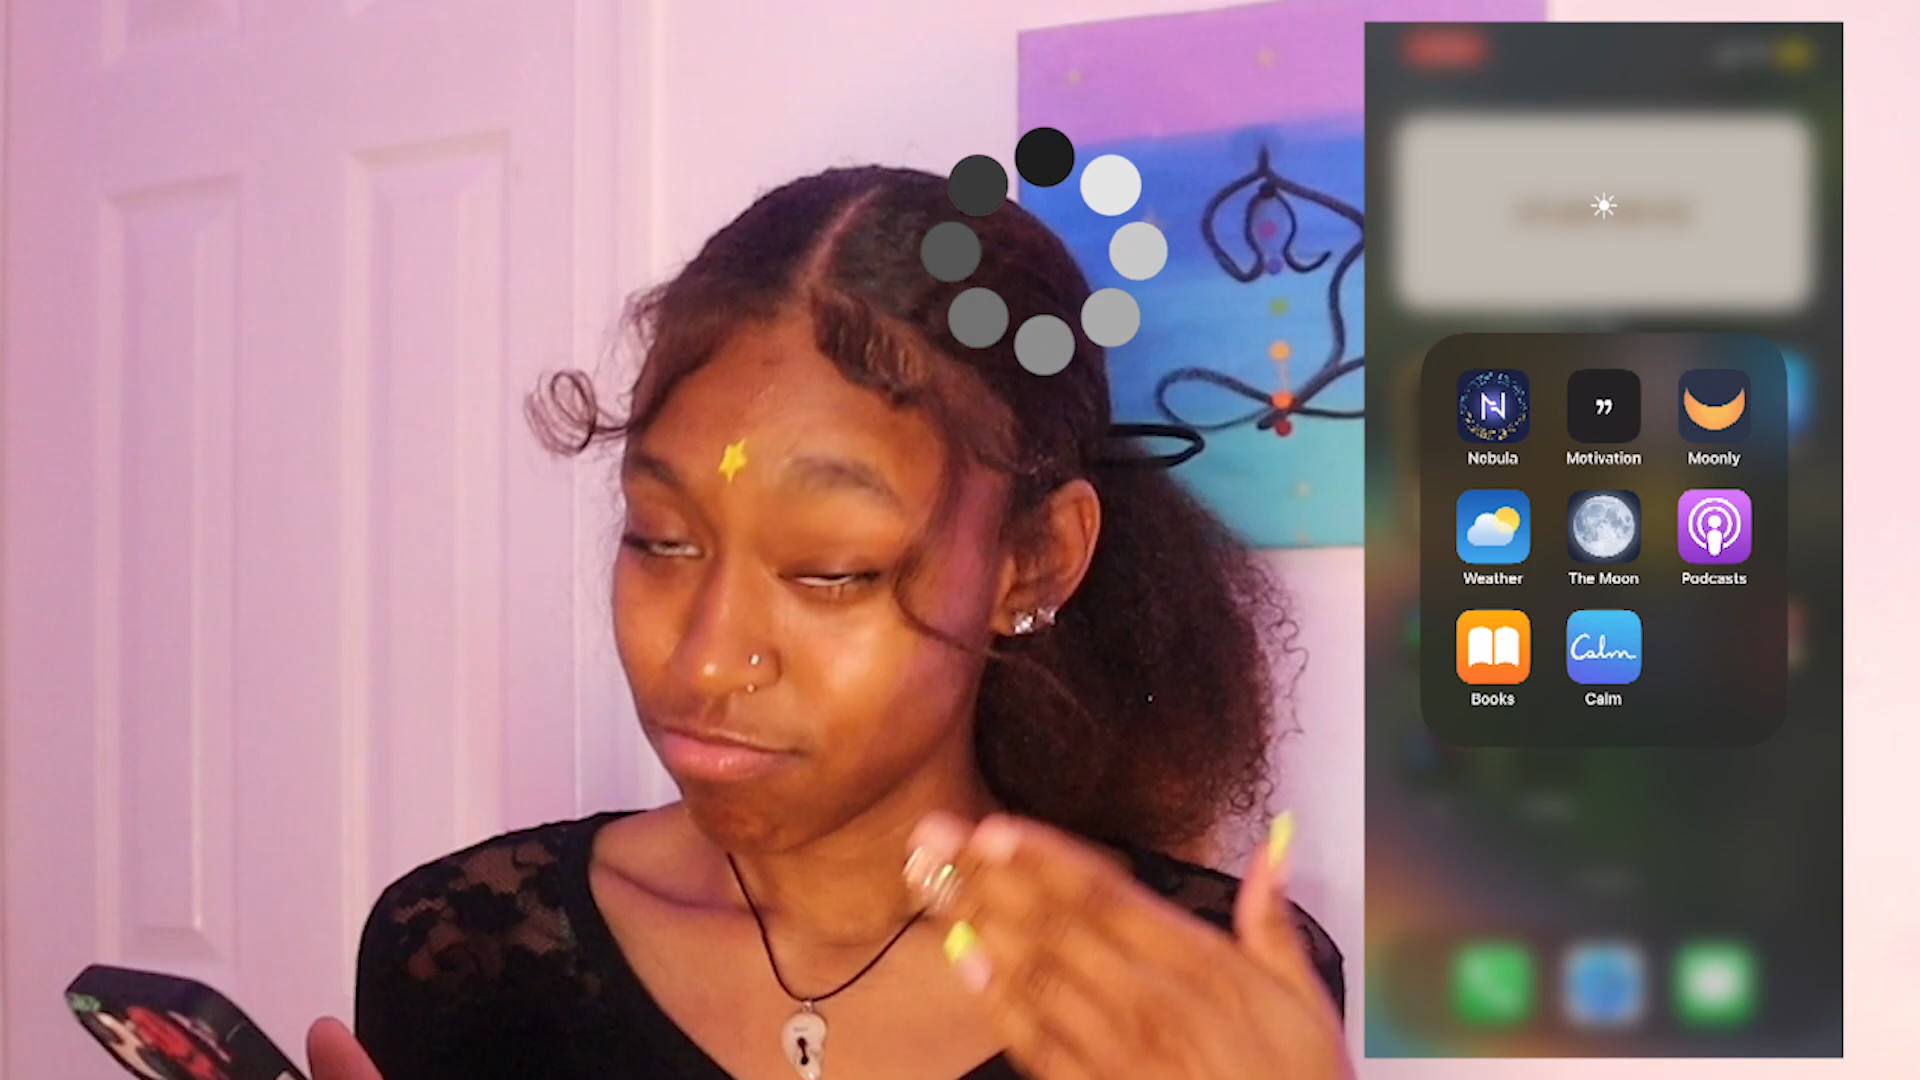 N
”
Nebula Motivation Moonly
Weather The Moon Podcasts
Calm
Books Calm